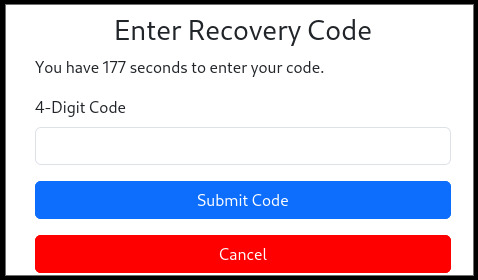 Enter Recovery Code
You have 177 seconds to enter your code.
4-Digit Code
Submit Code
Cancel